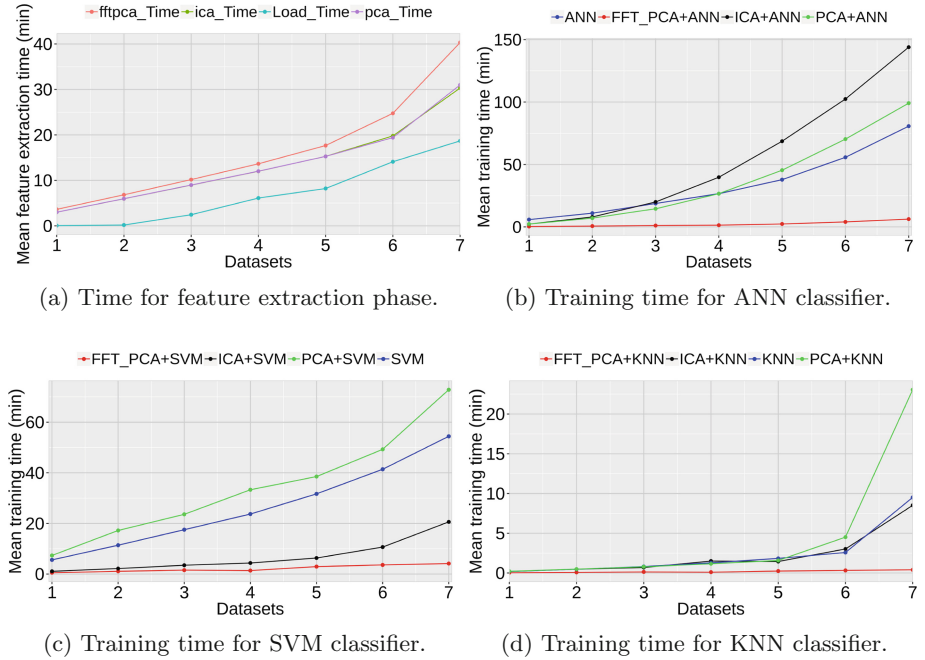 fftpca_Time ica_Time Load_Time pca_Time
Mean feature extraction time (min)
40
30
20
10
0
1 2 3 4 5 6 7
Datasets
(a) Time for feature extraction phase.
ANN FFT_PCA+ANN ICA+ANN PCA+ANN
Mean training time (min)
150
100
50
0
1 2 3 4 5 6 7
Datasets
(b) Training time for ANN classifier.
FFT_PCA+SVM ICA+SVM PCA+SVM SVM
Mean training time (min)
60
40
20
0
1 2 3 4 5 6 7
Datasets
(c) Training time for SVM classifier.
FFT_PCA+KNN ICA+KNN KNN PCA+KNN
Mean training time (min)
20
15
10
5
0
1 2 3 4 5 6 7
Datasets
(d) Training time for KNN classifier.